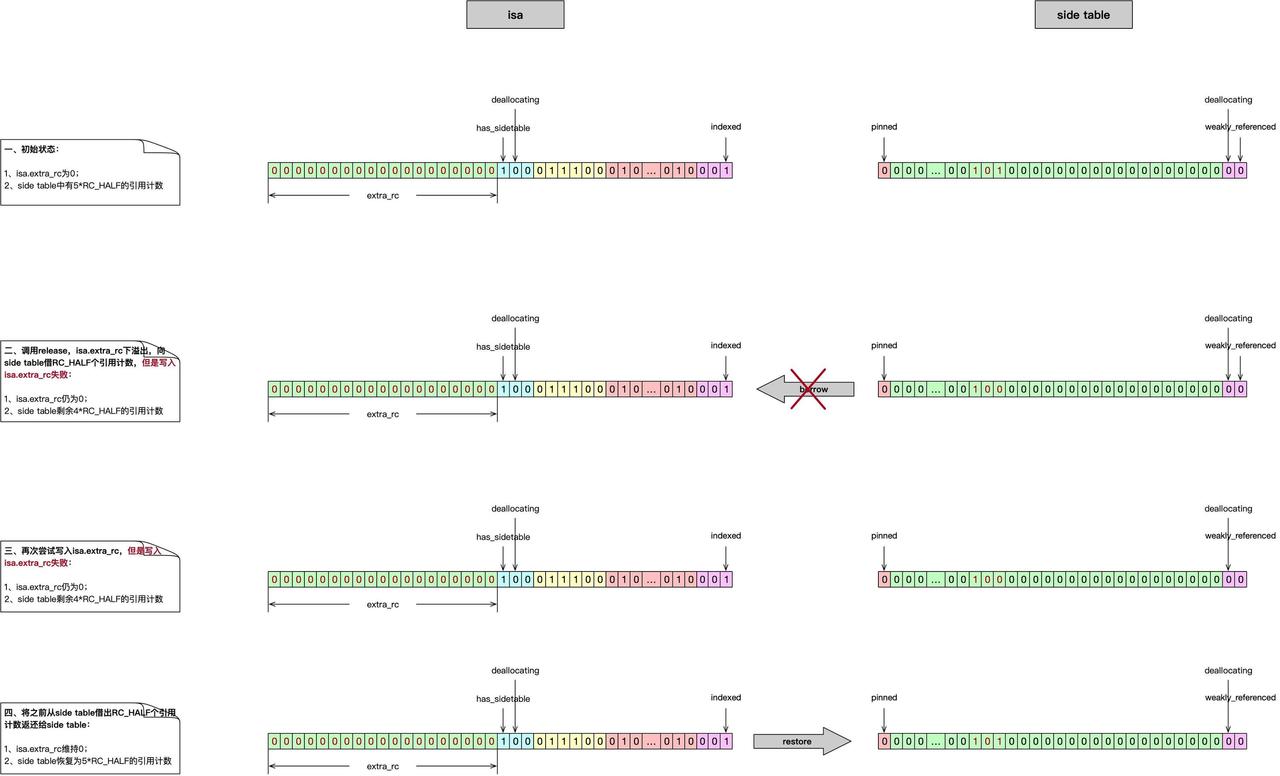 isa
side table
deallocating
deallocating
has_sidetable
indexed
pinned
weakly_referenced
一、初始状态：
1、isa.extra_rc为0；
2、side table中有5*RC_HALF的引用计数
0 0 0 0 0 0 0 0 0 0 0 0 0 0 0 0 0 0 0 1 0 0 0 1 1 1 0 0 0 1 0 ... 0 1 0 0 0 1
0 0 0 0 ... 0 0 1 0 1 0 0 0 0 0 0 0 0 0 0 0 0 0 0 0 0 0 0 0 0
extra_rc
deallocating
deallocating
has_sidetable
indexed
pinned
weakly_referenced
二、调用release，isa.extra_rc下溢出，向
side table借RC_HALF个引用计数，但是写入
isa.extra_rc失败：
1、isa.extra_rc仍为0；
2、side table剩余4*RC_HALF的引用计数
0 0 0 0 0 0 0 0 0 0 0 0 0 0 0 0 0 0 0 1 0 0 0 1 1 1 0 0 0 1 0 ... 0 1 0 0 0 1
borrow
0 0 0 0 ... 0 0 1 0 0 0 0 0 0 0 0 0 0 0 0 0 0 0 0 0 0 0 0 0 0
extra_rc
deallocating
deallocating
has_sidetable
indexed
pinned
weakly_referenced
三、再次尝试写入isa.extra_rc，但是写入
isa.extra_rc失败：
1、isa.extra_rc仍为0；
2、side table剩余4*RC_HALF的引用计数
0 0 0 0 0 0 0 0 0 0 0 0 0 0 0 0 0 0 0 1 0 0 0 1 1 1 0 0 0 1 0 ... 0 1 0 0 0 1
0 0 0 0 ... 0 0 1 0 0 0 0 0 0 0 0 0 0 0 0 0 0 0 0 0 0 0 0 0 0
extra_rc
deallocating
deallocating
has_sidetable
indexed
pinned
weakly_referenced
四、将之前从side table借出RC_HALF个引用
计数返还给side table：
1、isa.extra_rc维持0；
2、side table恢复为5*RC_HALF的引用计数
0 0 0 0 0 0 0 0 0 0 0 0 0 0 0 0 0 0 0 1 0 0 0 1 1 1 0 0 0 1 0 ... 0 1 0 0 0 1
restore
0 0 0 0 ... 0 0 1 0 1 0 0 0 0 0 0 0 0 0 0 0 0 0 0 0 0 0 0 0 0
extra_rc